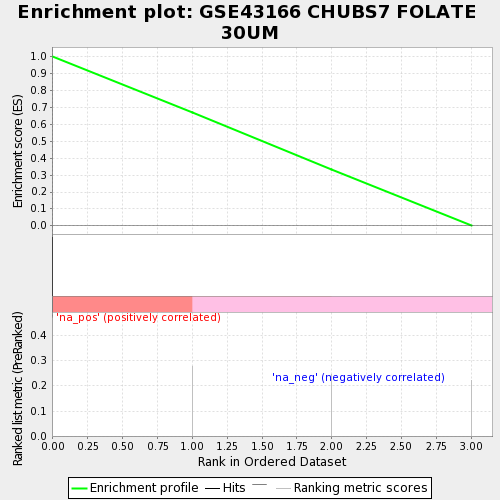 Enrichment plot: GSE43166 CHUBS7 FOLATE
30UM
Enrichment score (ES)
1.0
0.9
0.8
0.7
0.6
0.5
0.4
0.3
0.2
0.1
0.0
'na_pos' (positively correlated)
'na_neg' (negatively correlated)
Ranked list metric (PreRanked)
0.4
0.3
0.2
0.1
0.0
0.00 0.25 0.50 0.75 1.00 1.25 1.50 1.75 2.00 2.25 2.50 2.75 3.00
Rank in Ordered Dataset
Enrichment profile Hits Ranking metric scores